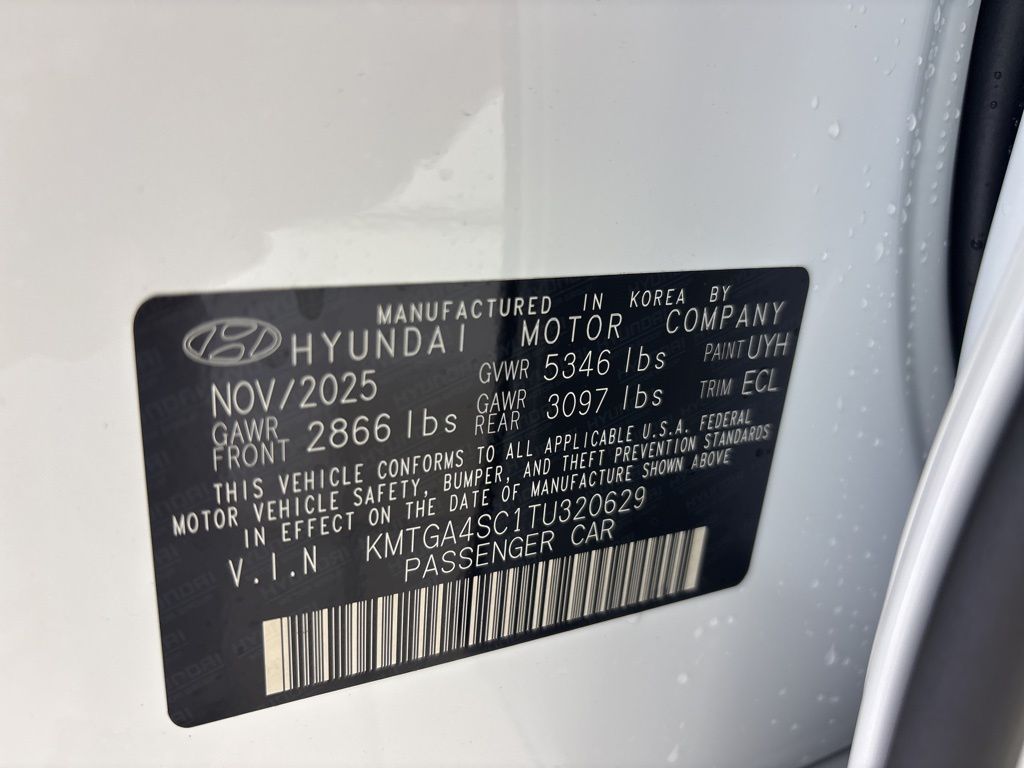 MANUFACTURED IN KOREA BY
HYUNDAI MOTOR COMPANY
NOV/2025 GVWR 5346 lbs PAINT UYH
GAWR FRONT 2866 lbs GAWR REAR 3097 lbs TRIM ECL
THIS VEHICLE CONFORMS TO ALL APPLICABLE U.S.A. FEDERAL
MOTOR VEHICLE SAFETY, BUMPER, AND THEFT PREVENTION STANDARDS
IN EFFECT ON THE DATE OF MANUFACTURE SHOWN ABOVE
V.I.N KMTGA4SC1TU320629
PASSENGER CAR